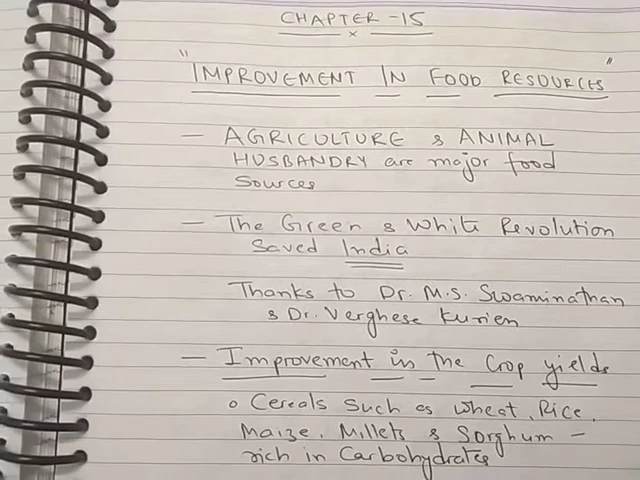 CHAPTER - 15
x
"IMPROVEMENT IN FOOD RESOURCES"
- AGRICULTURE & ANIMAL
HUSBANDRY are major food
Sources
- The Green & White Revolution
Saved India
Thanks to Dr. M.S. Swaminathan
& Dr. Verghese Kurien
- Improvement in the Crop yields
o Cereals Such as wheat, Rice,
Maize, Millets & Sorghum -
rich in Carbohydrates